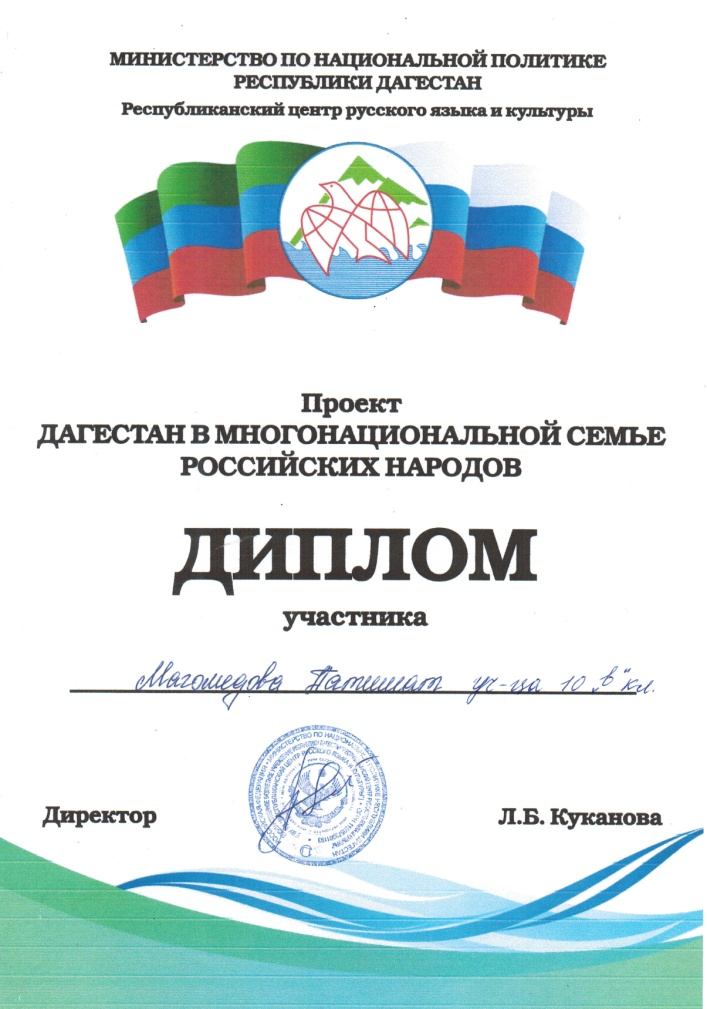 МИНИСТЕРСТВО ПО НАЦИОНАЛЬНОЙ ПОЛИТИКЕ
РЕСПУБЛИКИ ДАГЕСТАН
Республиканский центр русского языка и культуры
Проект
ДАГЕСТАН В МНОГОНАЦИОНАЛЬНОЙ СЕМЬЕ
РОССИЙСКИХ НАРОДОВ
ДИПЛОМ
участника
Магомедова Патимат уч-ца 10 „в“ кл.
Директор
Л.Б. Куканова